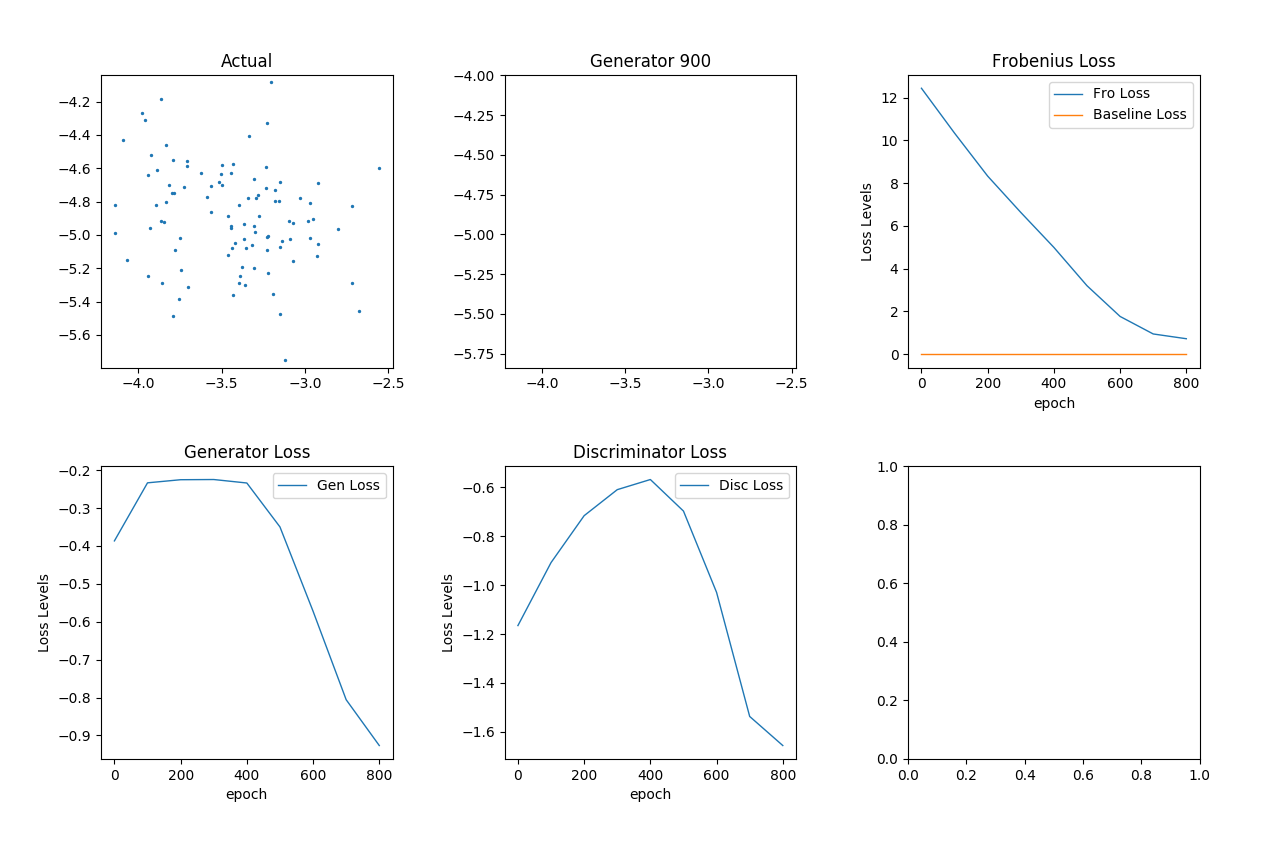 Actual
−4.2
−4.4
−4.6
−4.8
−5.0
−5.2
−5.4
−5.6
−4.0 −3.5 −3.0 −2.5
Generator 900
−4.00
−4.25
−4.50
−4.75
−5.00
−5.25
−5.50
−5.75
−4.0 −3.5 −3.0 −2.5
Frobenius Loss
Fro Loss
Baseline Loss
Loss Levels
12
10
8
6
4
2
0
0 200 400 600 800
epoch
Generator Loss
Gen Loss
Loss Levels
−0.2
−0.3
−0.4
−0.5
−0.6
−0.7
−0.8
−0.9
0 200 400 600 800
epoch
Discriminator Loss
Disc Loss
Loss Levels
−0.6
−0.8
−1.0
−1.2
−1.4
−1.6
0 200 400 600 800
epoch
1.0
0.8
0.6
0.4
0.2
0.0
0.0 0.2 0.4 0.6 0.8 1.0